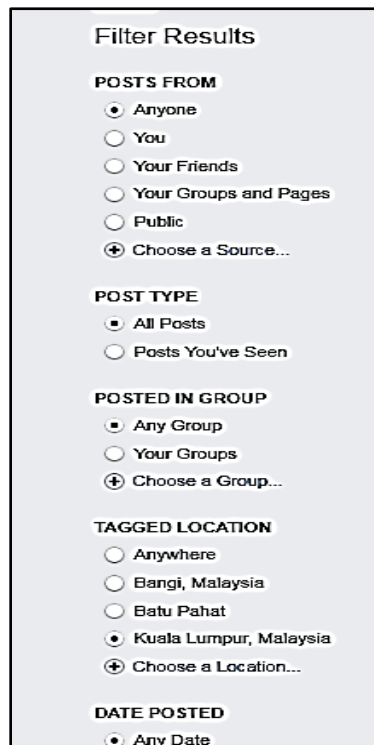 Filter Results
POSTS FROM
Anyone
You
Your Friends
Your Groups and Pages
Public
Choose a Source...
POST TYPE
All Posts
Posts You've Seen
POSTED IN GROUP
Any Group
Your Groups
Choose a Group...
TAGGED LOCATION
Anywhere
Bangi, Malaysia
Batu Pahat
Kuala Lumpur, Malaysia
Choose a Location...
DATE POSTED
Any Date